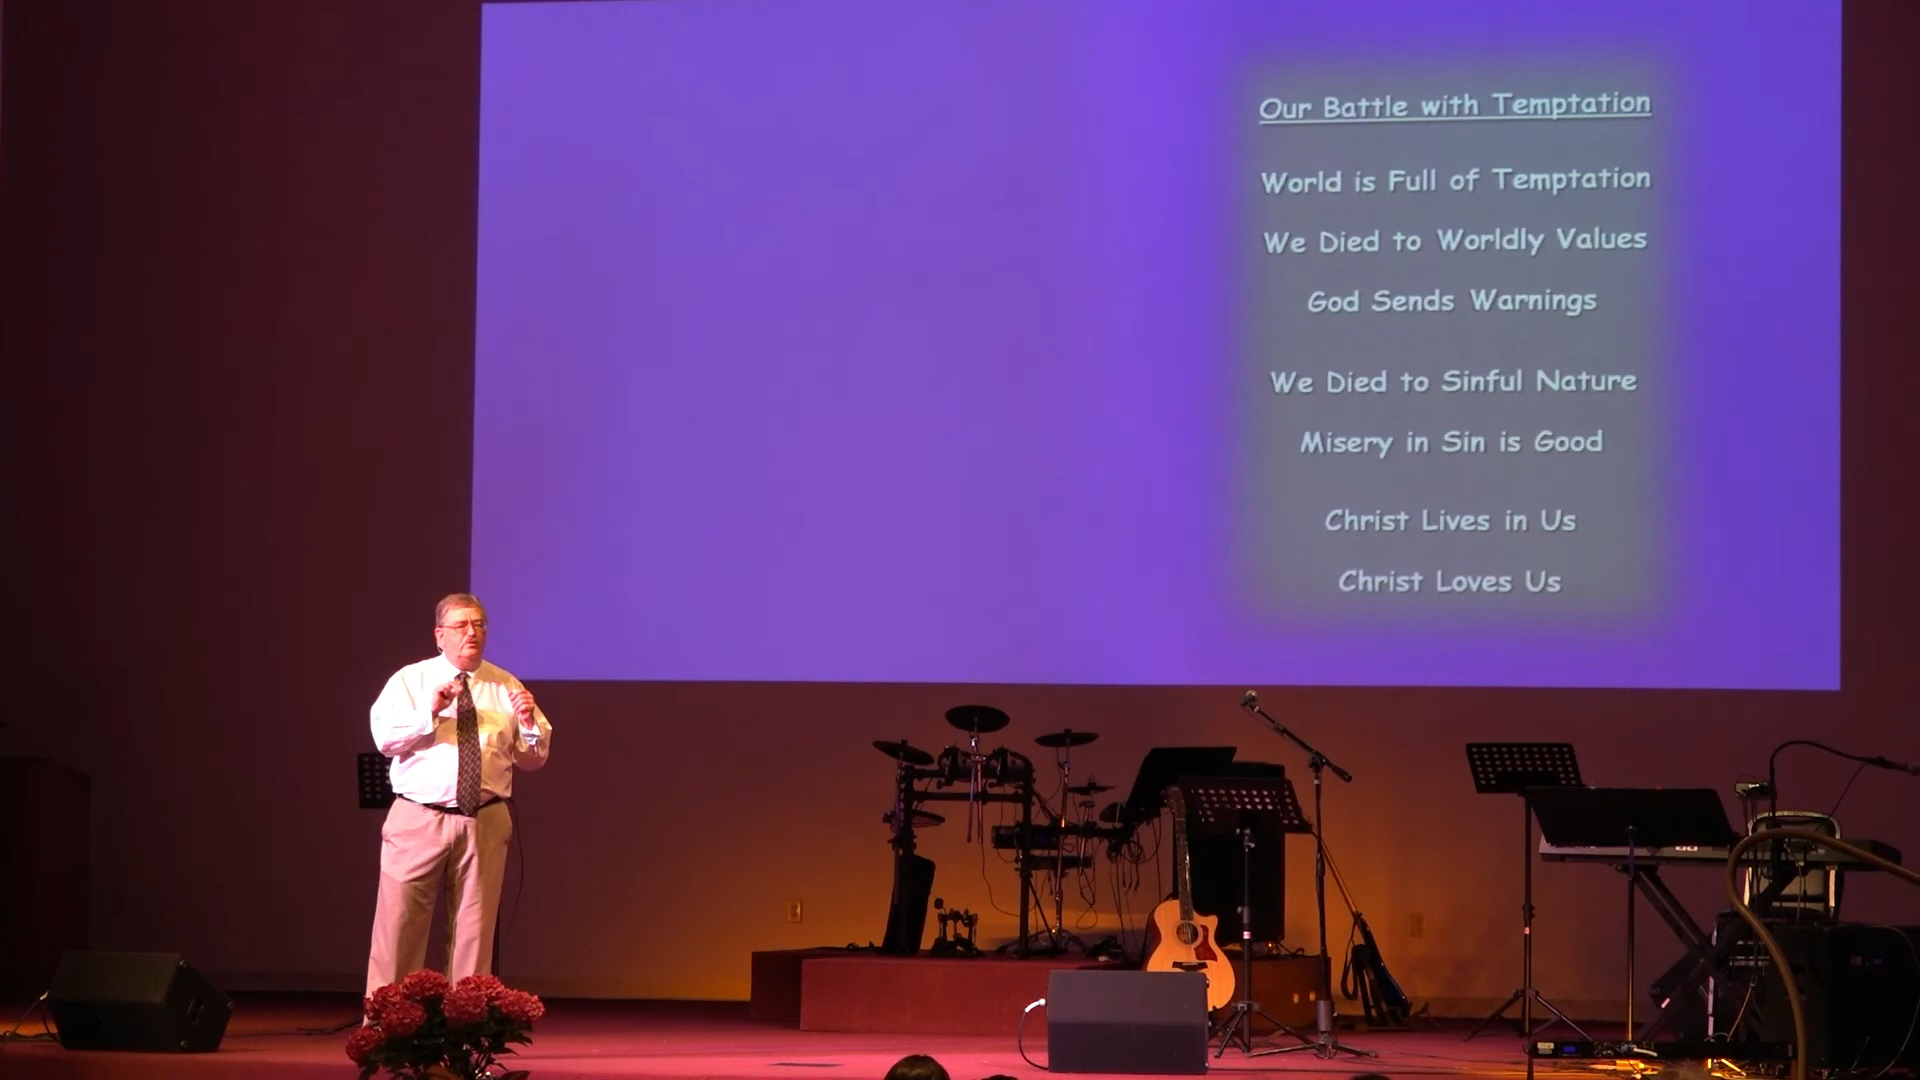 Our Battle with Temptation
World is Full of Temptation
We Died to Worldly Values
God Sends Warnings
We Died to Sinful Nature
Misery in Sin is Good
Christ Lives in Us
Christ Loves Us